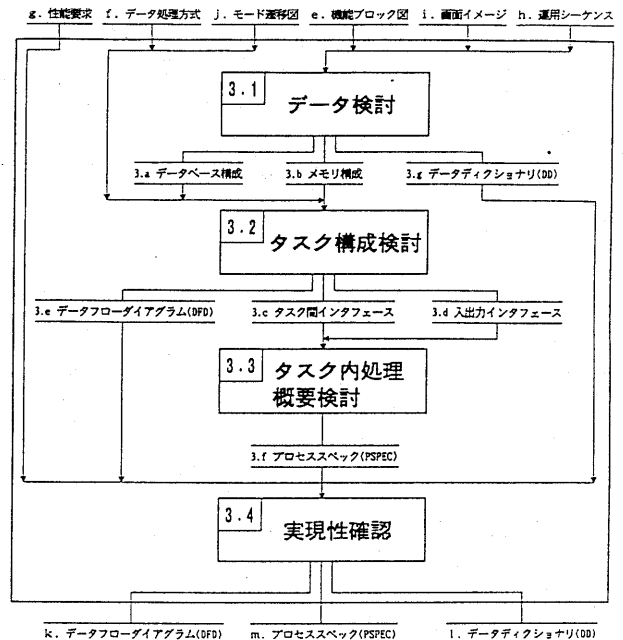 g. 性能要求 f. データ処理方式 j. モード遷移図 e. 機能ブロック図 i. 画面イメージ h. 運用シーケンス
3.1
データ検討
3.a データベース構成 3.b メモリ構成 3.g データディクショナリ(DD)
3.2
タスク構成検討
3.e データフローダイアグラム(DFD) 3.c タスク間インタフェース 3.d 入出力インタフェース
3.3
タスク内処理
概要検討
3.f プロセススペック(PSPEC)
3.4
実現性確認
k. データフローダイアグラム(DFD) m. プロセススペック(PSPEC) l. データディクショナリ(DD)